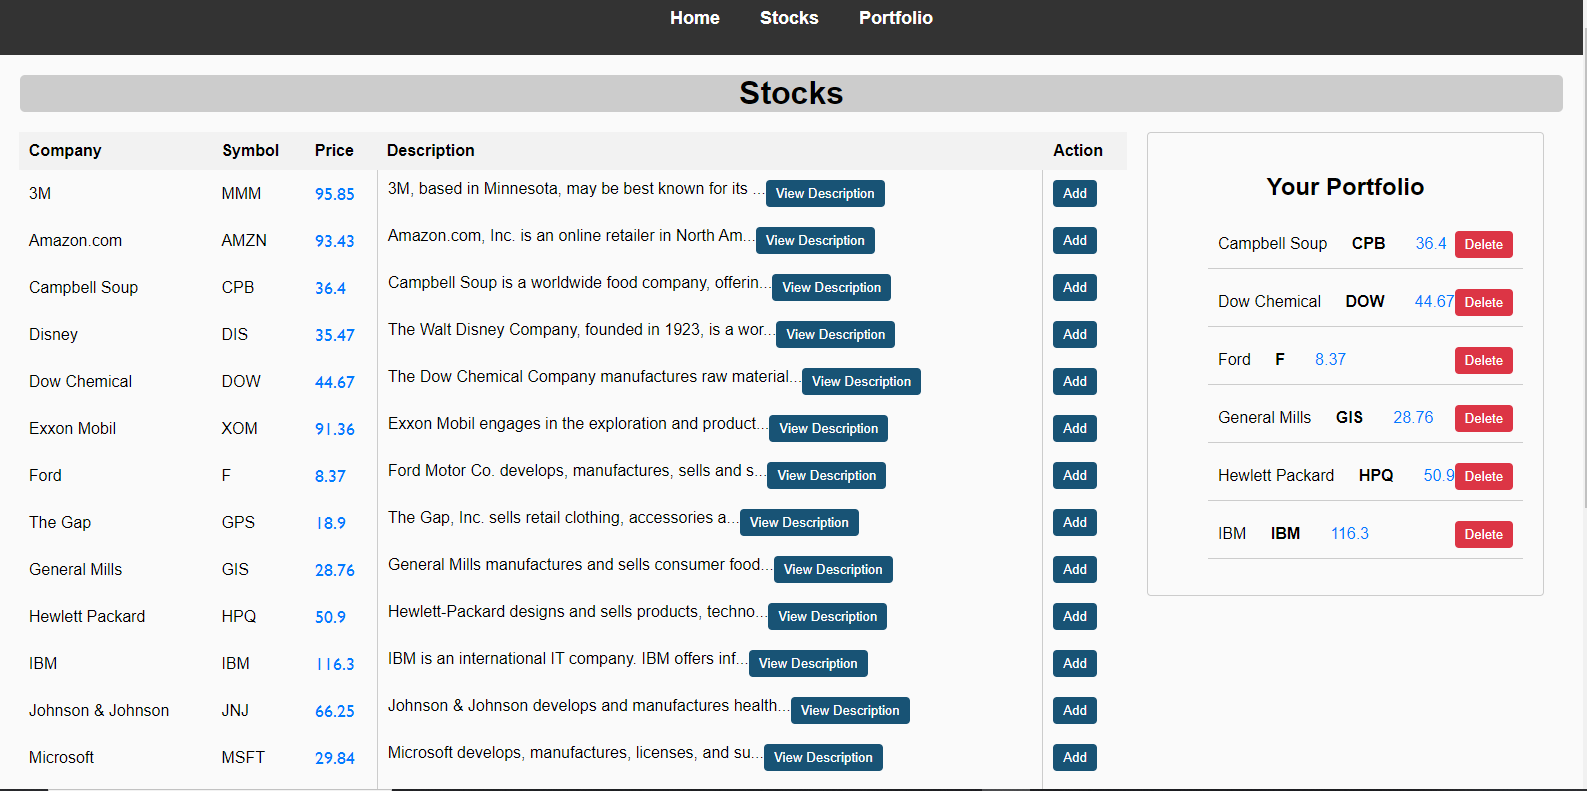 Home Stocks Portfolio
Stocks
Company Symbol Price Description Action
3M MMM 95.85 3M, based in Minnesota, may be best known for its ... View Description Add
Amazon.com AMZN 93.43 Amazon.com, Inc. is an online retailer in North Am... View Description Add
Campbell Soup CPB 36.4 Campbell Soup is a worldwide food company, offerin... View Description Add
Disney DIS 35.47 The Walt Disney Company, founded in 1923, is a wor... View Description Add
Dow Chemical DOW 44.67 The Dow Chemical Company manufactures raw material... View Description Add
Exxon Mobil XOM 91.36 Exxon Mobil engages in the exploration and product... View Description Add
Ford F 8.37 Ford Motor Co. develops, manufactures, sells and s... View Description Add
The Gap GPS 18.9 The Gap, Inc. sells retail clothing, accessories a... View Description Add
General Mills GIS 28.76 General Mills manufactures and sells consumer food... View Description Add
Hewlett Packard HPQ 50.9 Hewlett-Packard designs and sells products, techno... View Description Add
IBM IBM 116.3 IBM is an international IT company. IBM offers inf... View Description Add
Johnson & Johnson JNJ 66.25 Johnson & Johnson develops and manufactures health... View Description Add
Microsoft MSFT 29.84 Microsoft develops, manufactures, licenses, and su... View Description Add
Your Portfolio
Campbell Soup CPB 36.4 Delete
Dow Chemical DOW 44.67 Delete
Ford F 8.37 Delete
General Mills GIS 28.76 Delete
Hewlett Packard HPQ 50.9 Delete
IBM IBM 116.3 Delete